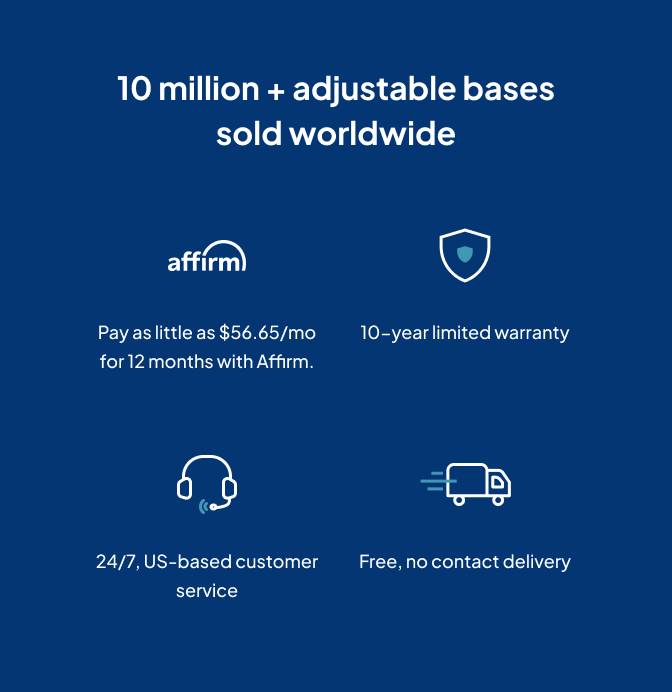 10 million + adjustable bases
sold worldwide
affirm
Pay as little as $56.65/mo
for 12 months with Affirm.
10-year limited warranty
24/7, US-based customer
service
Free, no contact delivery